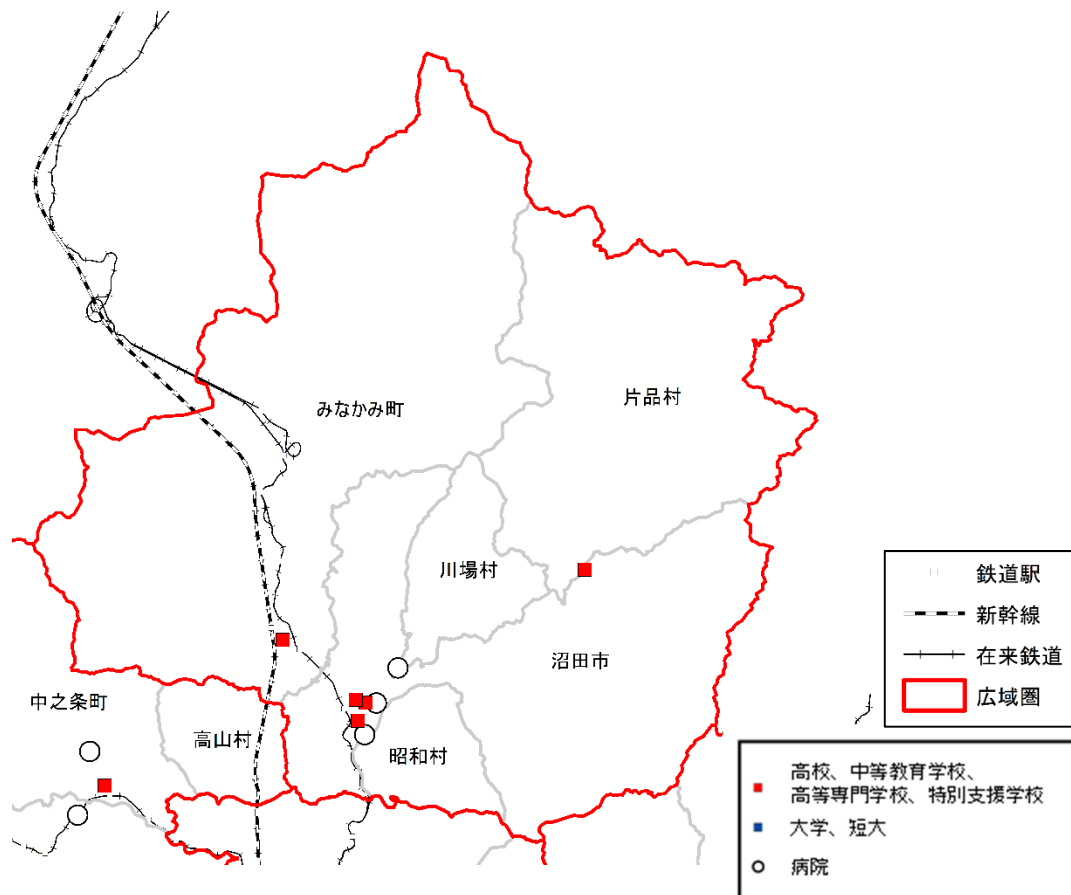 みなかみ町
片品村
川場村
沼田市
中之条町
高山村
昭和村
鉄道駅
新幹線
在来鉄道
広域圏
高校、中等教育学校、
高等専門学校、特別支援学校
大学、短大
病院